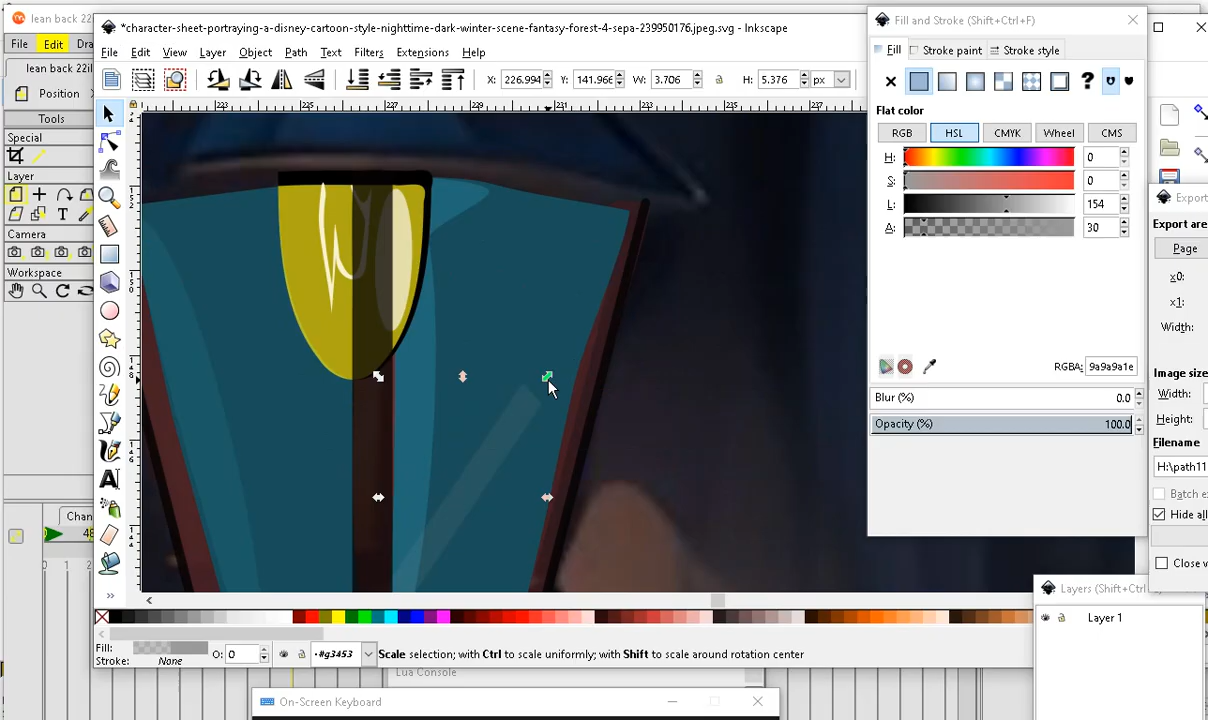 lean back 22il
*character-sheet-portraying-a-disney-cartoon-style-nighttime-dark-winter-scene-fantasy-forest-4-sepa-239950176.jpeg.svg - Inkscape
Fill and Stroke (Shift+Ctrl+F)
File Edit Dra
File Edit View Layer Object Path Text Filters Extensions Help
lean back 22il
Fill Stroke paint Stroke style
X: 226.994 Y: 141.966 W: 3.706 H: 5.376 px
Position
Tools
Special
Layer
Camera
Workspace
Flat color
RGB HSL CMYK Wheel CMS
H: 0
S: 0
L: 154
A: 30
RGBA: 9a9a9a1e
Blur (%) 0.0
Opacity (%) 100.0
Export
Export are
Page
x0:
x1:
Width:
Image size
Width:
Height:
Filename
H:\path11
Batch e
Hide all
Close v
Chan
48
0 1 2
Layers (Shift+Ctrl
Layer 1
Fill:
Stroke: None
O: 0
•#g3453
Scale selection; with Ctrl to scale uniformly; with Shift to scale around rotation center
Lua Console
On-Screen Keyboard